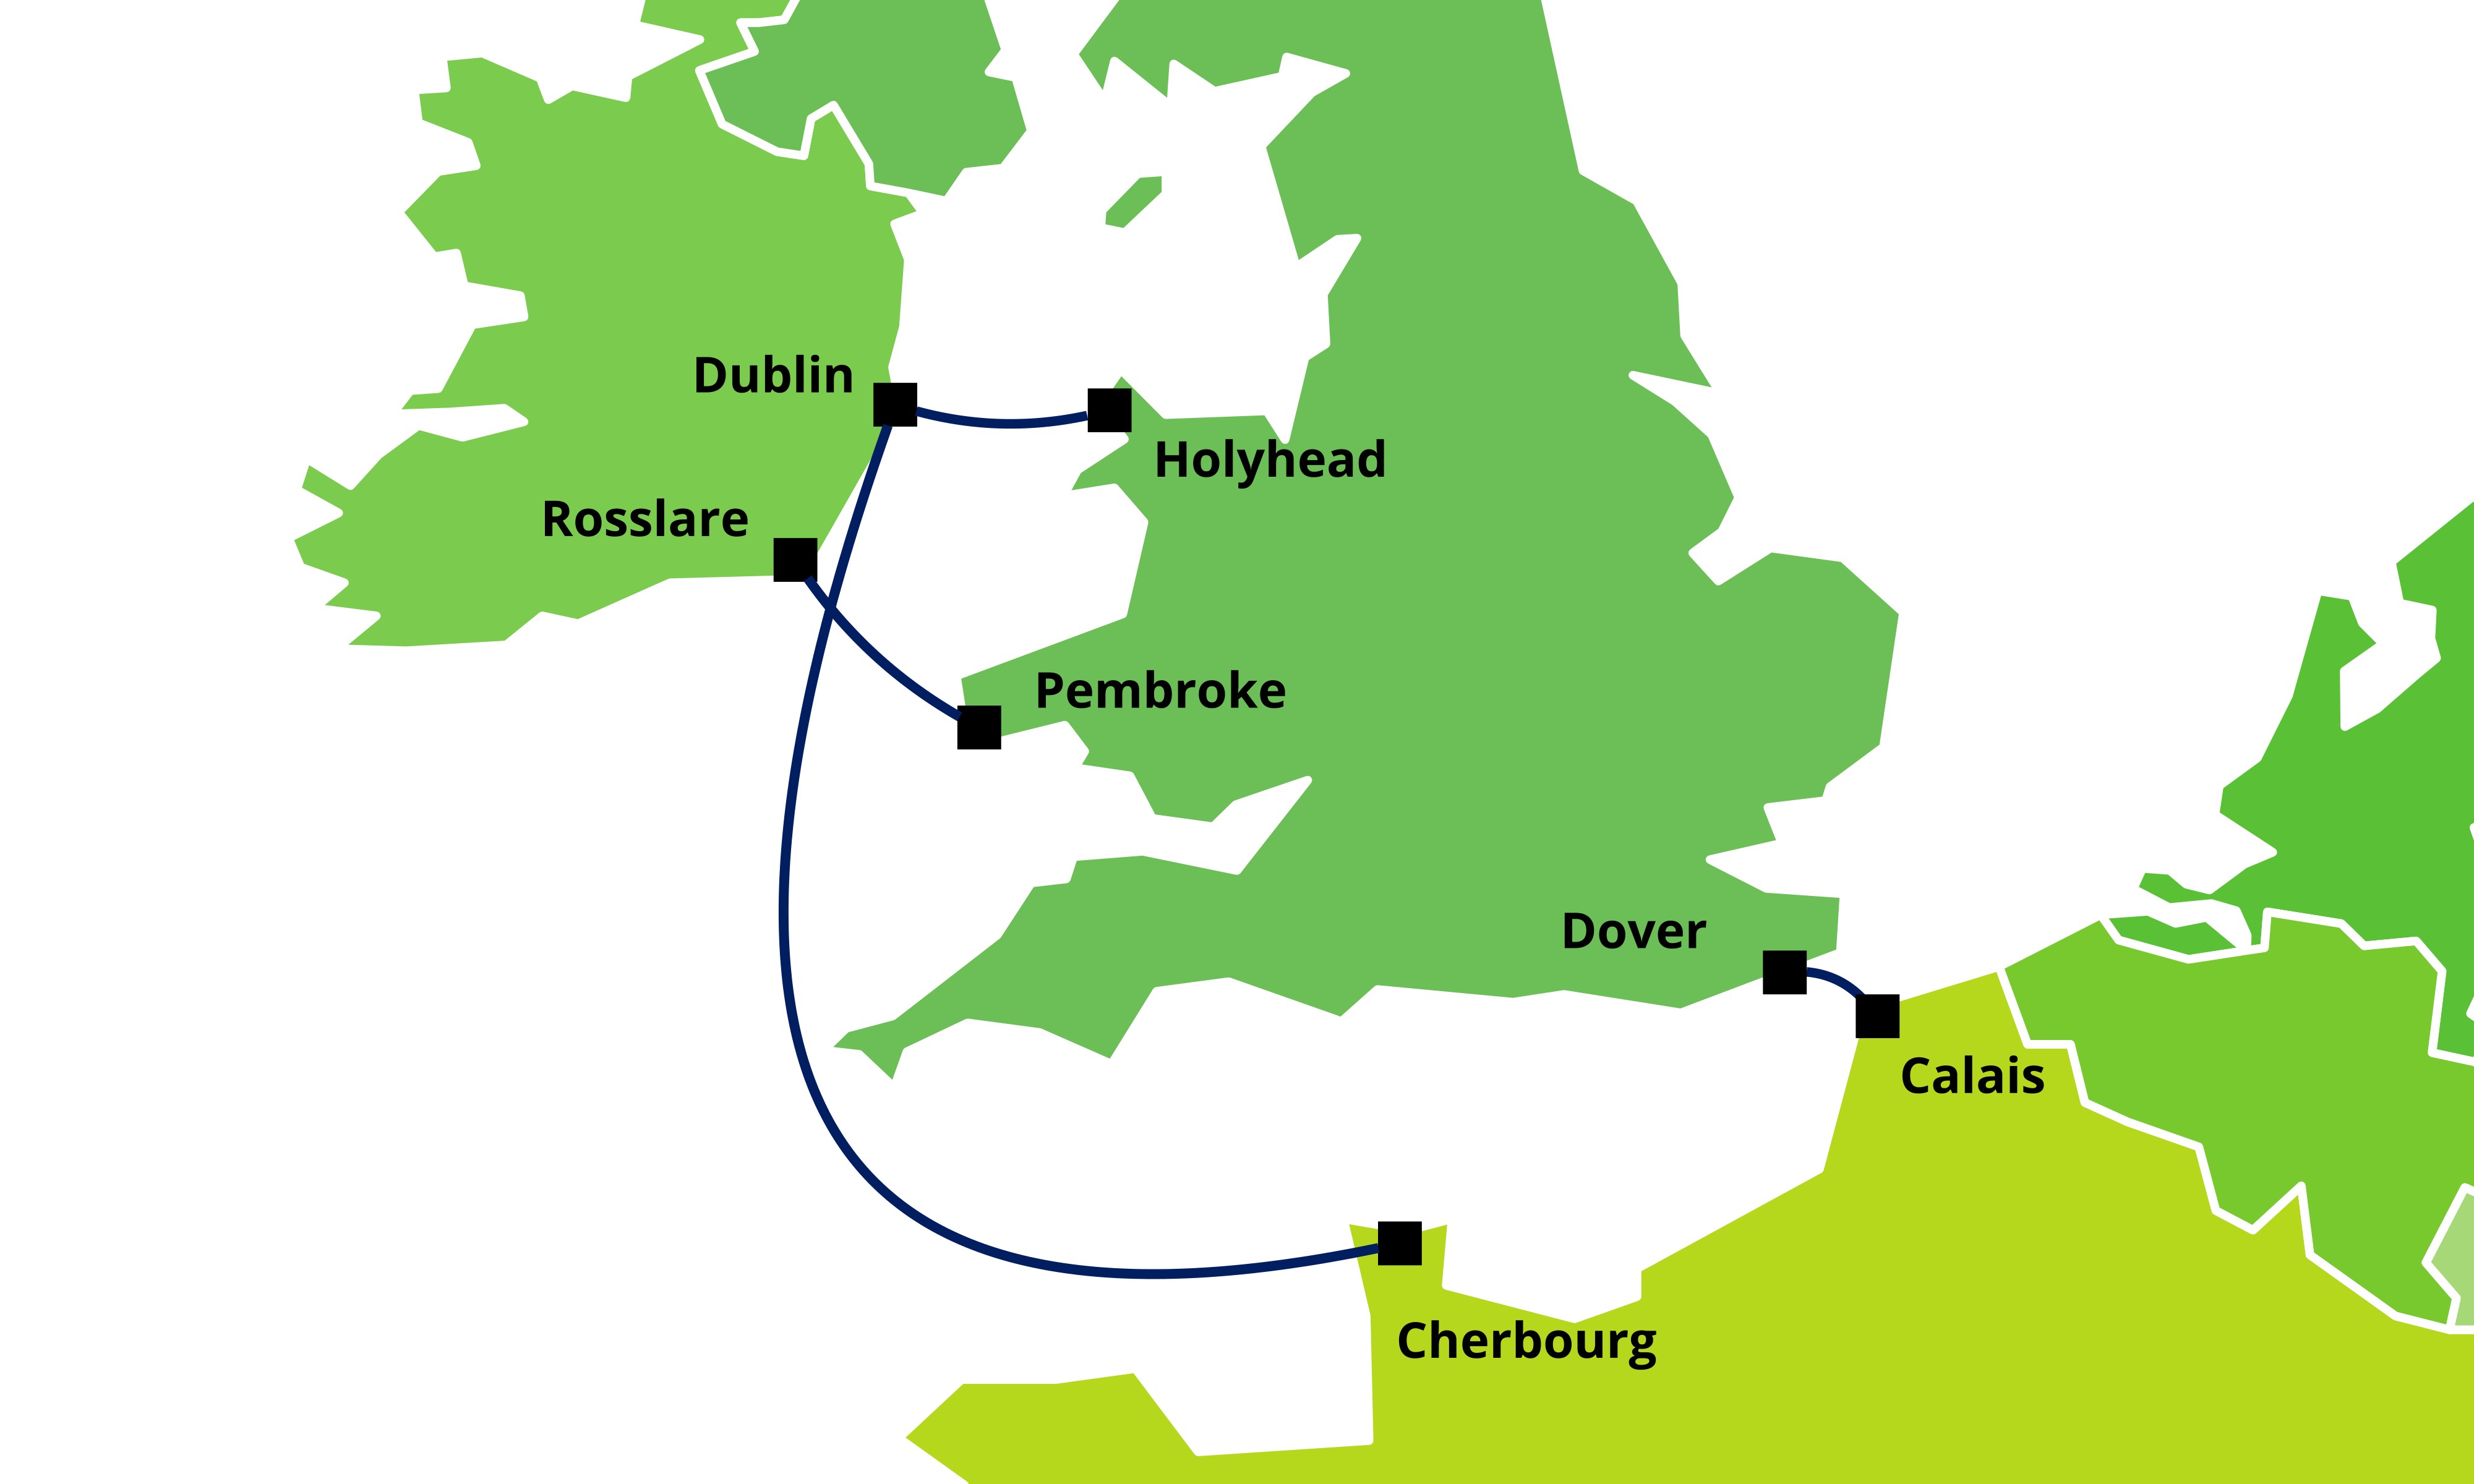 Dublin
Holyhead
Rosslare
Pembroke
Dover
Calais
Cherbourg